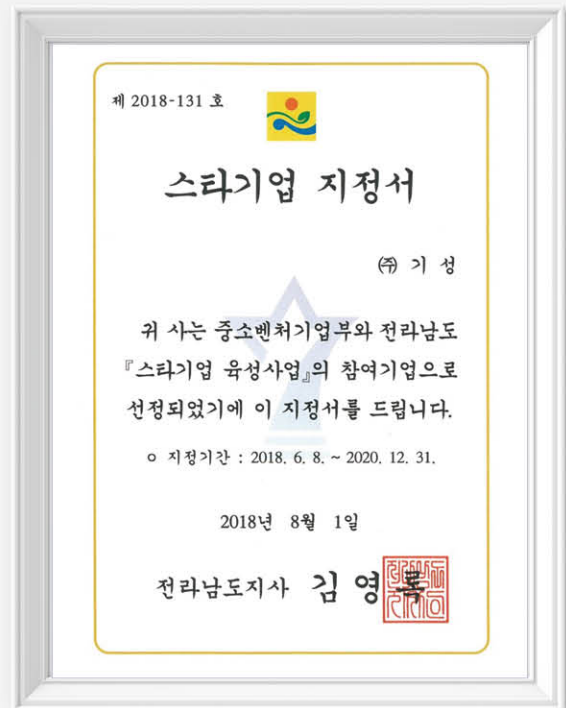 제 2018-131 호
스타기업 지정서
㈜ 기 성
귀 사는 중소벤처기업부와 전라남도
『스타기업 육성사업』의 참여기업으로
선정되었기에 이 지정서를 드립니다.
○ 지정기간 : 2018. 6. 8. ~ 2020. 12. 31.
2018년 8월 1일
전라남도지사 김 영 록